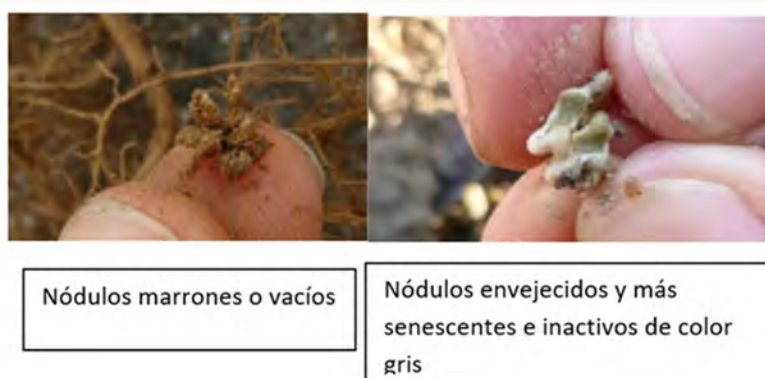 Nódulos marrones o vacíos
Nódulos envejecidos y más
senescentes e inactivos de color
gris